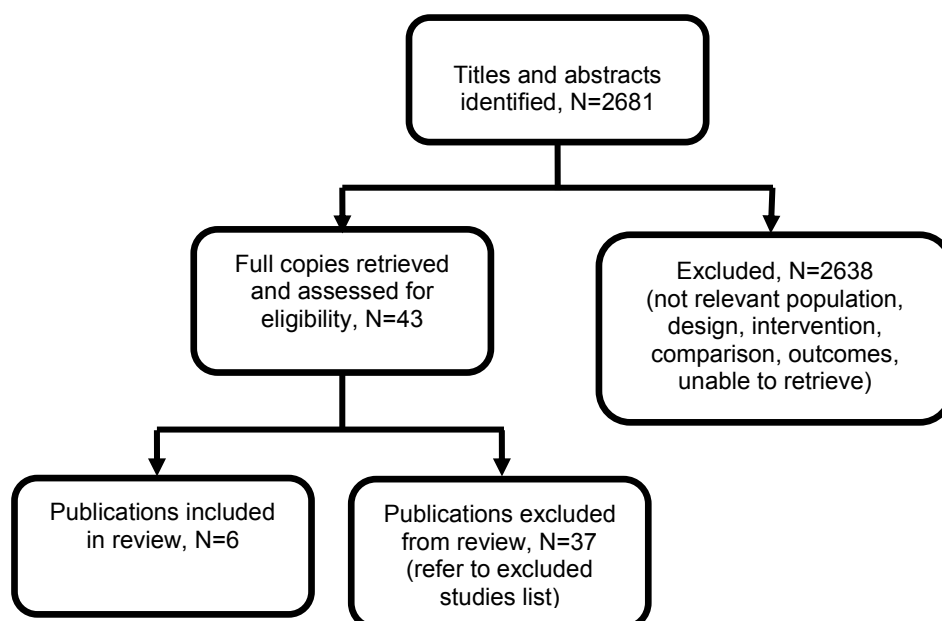 Titles and abstracts
identified, N=2681
Full copies retrieved
and assessed for
eligibility, N=43
Excluded, N=2638
(not relevant population,
design, intervention,
comparison, outcomes,
unable to retrieve)
Publications included
in review, N=6
Publications excluded
from review, N=37
(refer to excluded
studies list)